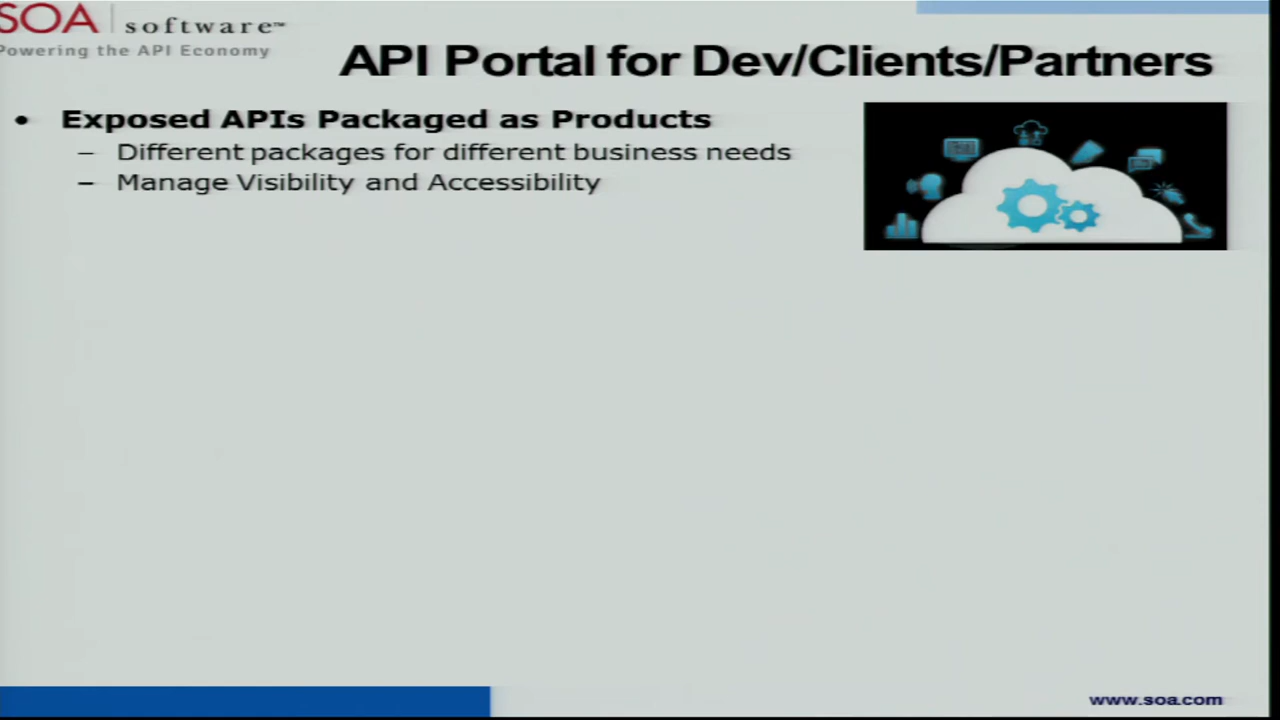 SOA software™
Powering the API Economy
API Portal for Dev/Clients/Partners
• Exposed APIs Packaged as Products
– Different packages for different business needs
– Manage Visibility and Accessibility
www.soa.com